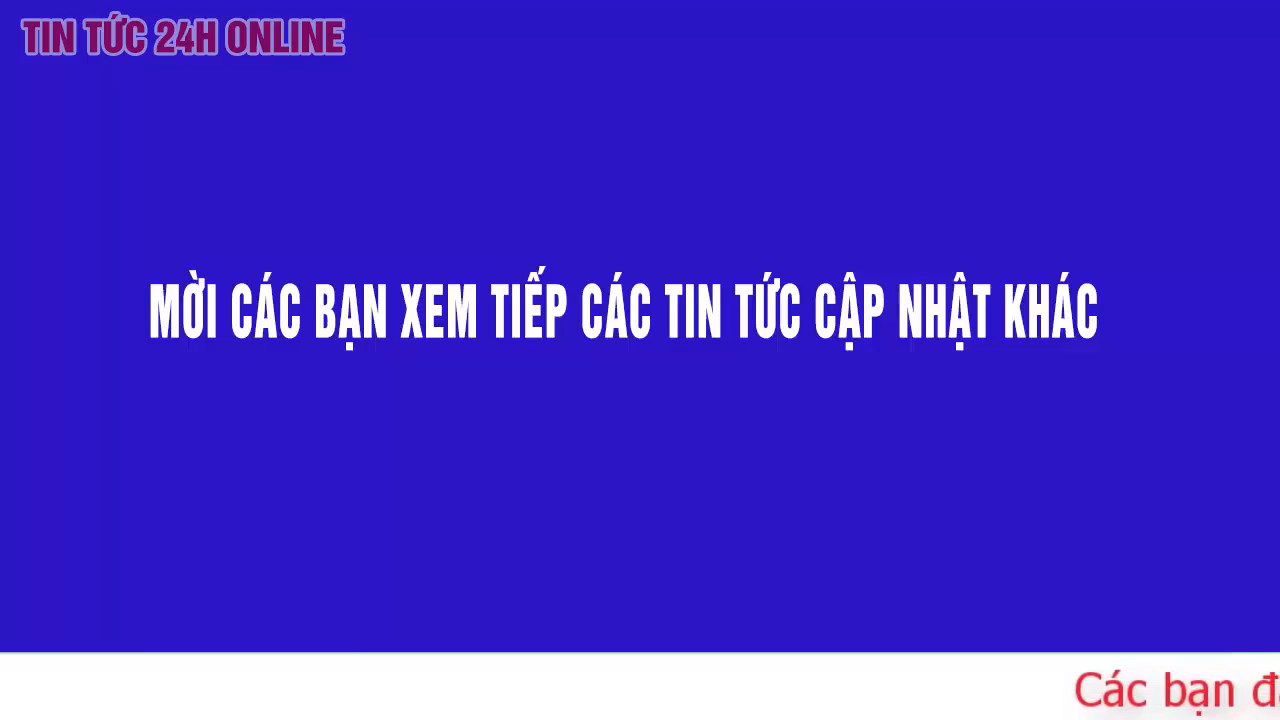 TIN TỨC 24H ONLINE
MỜI CÁC BẠN XEM TIẾP CÁC TIN TỨC CẬP NHẬT KHÁC
Các bạn